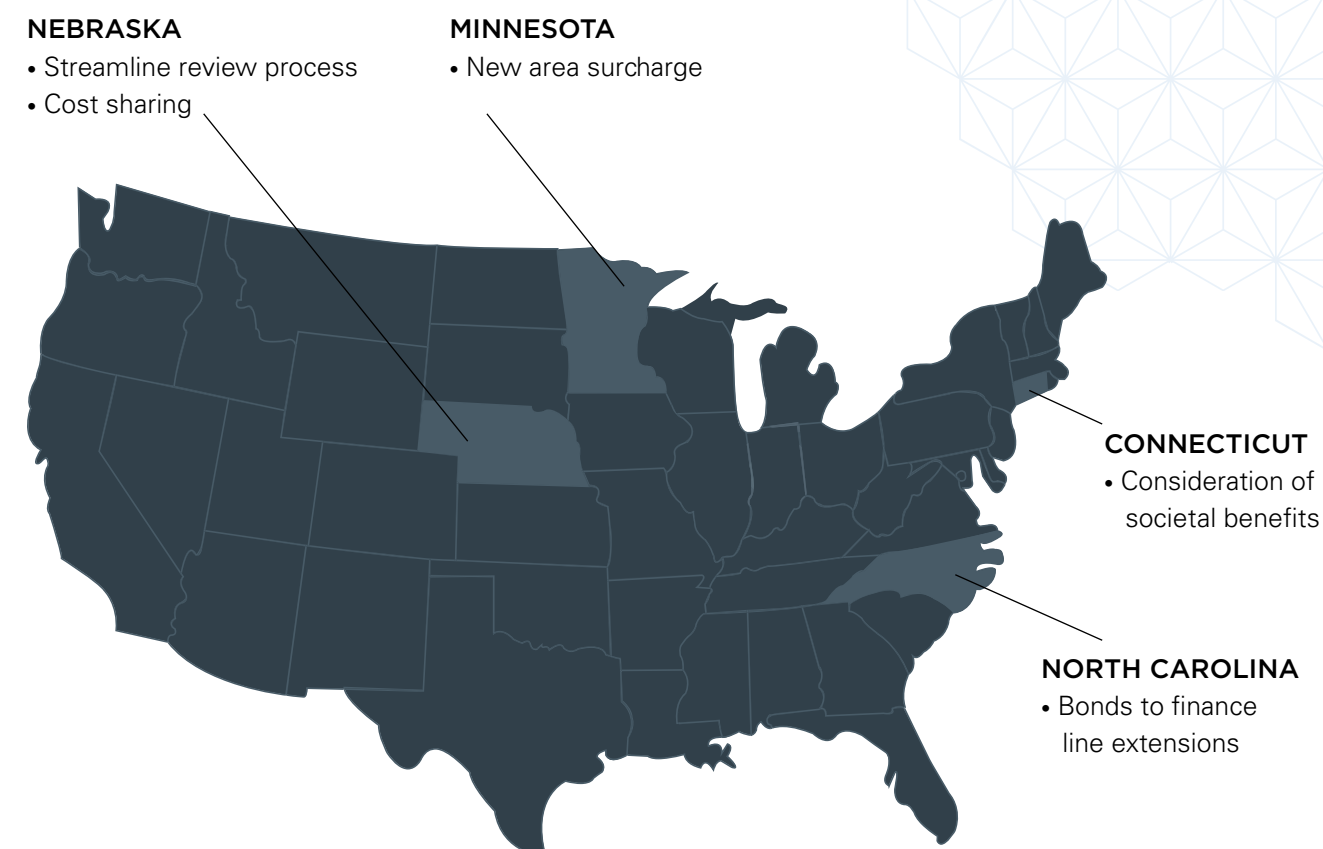 NEBRASKA
• Streamline review process
• Cost sharing
MINNESOTA
• New area surcharge
CONNECTICUT
• Consideration of
societal benefits
NORTH CAROLINA
• Bonds to finance
line extensions